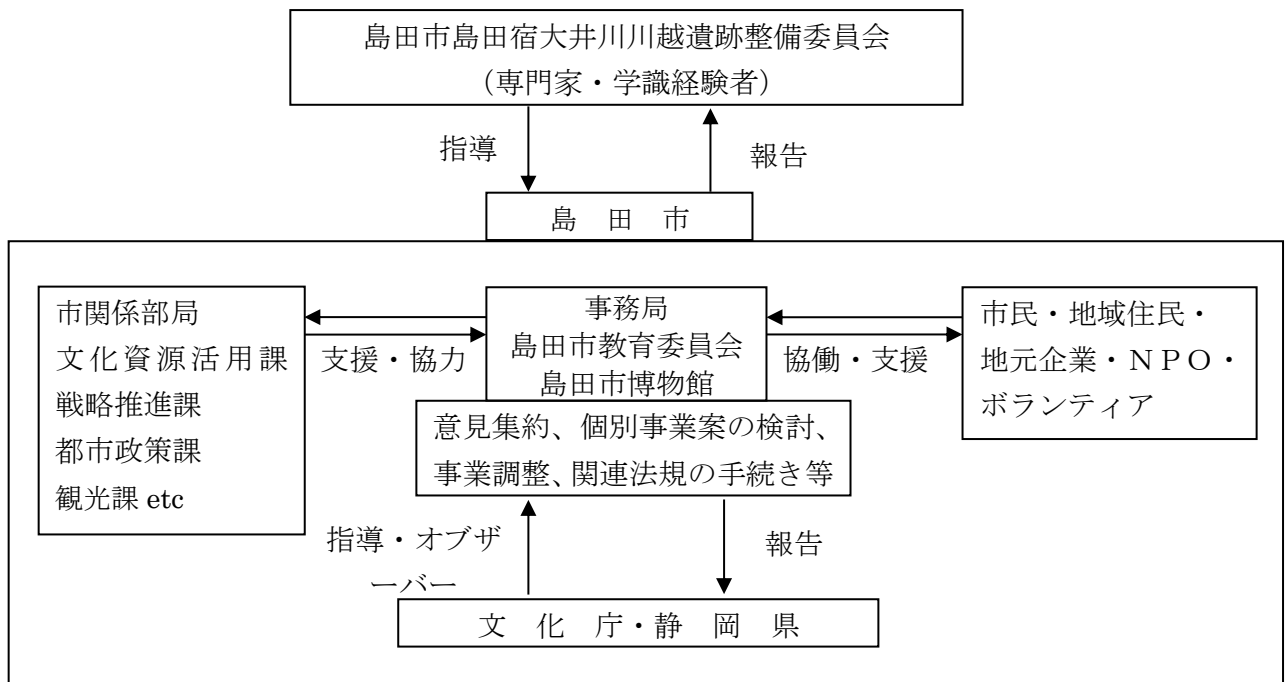 島田市島田宿大井川川越遺跡整備委員会
(専門家・学識経験者)
指導
報告
島　田　市
市関係部局
文化資源活用課
戦略推進課
都市政策課
観光課 etc
支援・協力
事務局
島田市教育委員会
島田市博物館
意見集約、個別事業案の検討、
事業調整、関連法規の手続き等
協働・支援
市民・地域住民・
地元企業・ＮＰＯ・
ボランティア
指導・オブザ
ーバー
報告
文　化　庁・静　岡　県